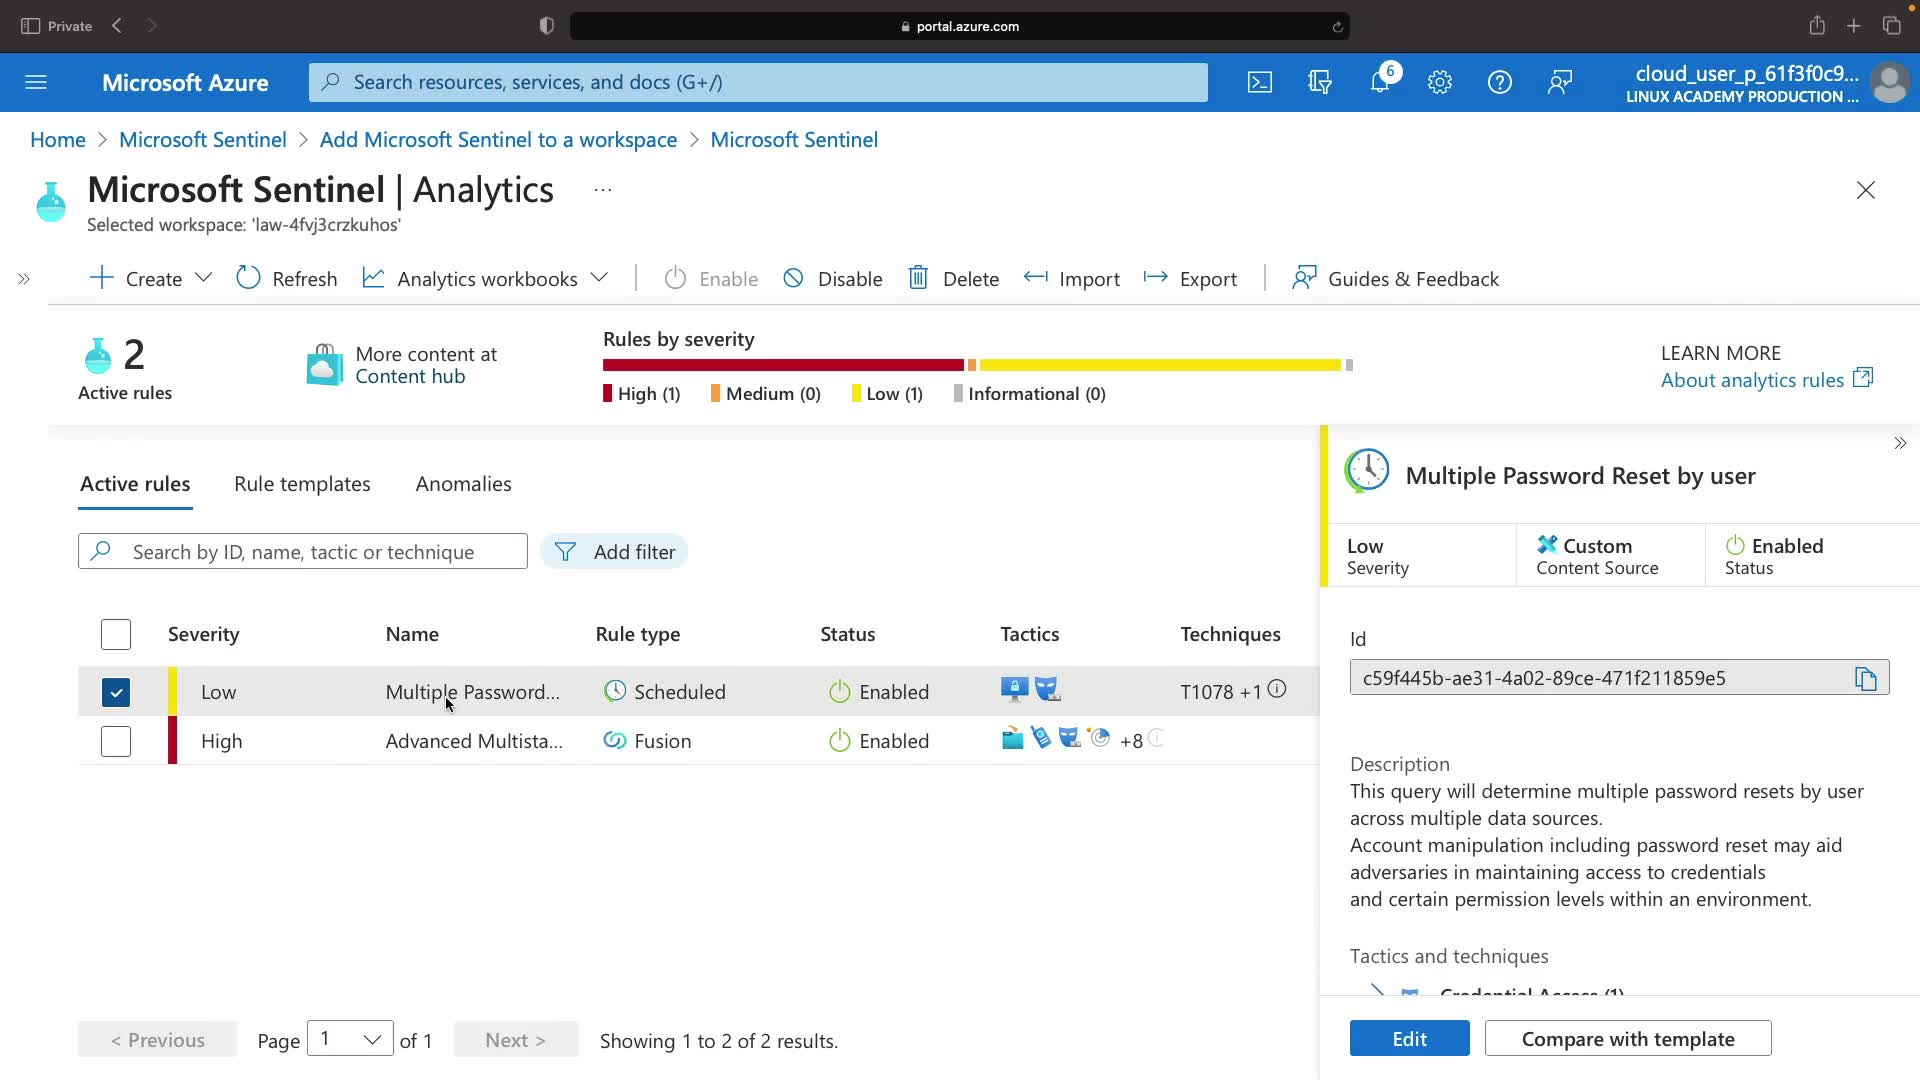 Private
portal.azure.com
Microsoft Azure
Search resources, services, and docs (G+/)
6
cloud_user_p_61f3f0c9...
LINUX ACADEMY PRODUCTION ...
Home > Microsoft Sentinel > Add Microsoft Sentinel to a workspace > Microsoft Sentinel
Microsoft Sentinel | Analytics ...
Selected workspace: 'law-4fvj3crzkuhos'
Create Refresh Analytics workbooks Enable Disable Delete Import Export Guides & Feedback
2
Active rules
More content at
Content hub
Rules by severity
High (1) Medium (0) Low (1) Informational (0)
LEARN MORE
About analytics rules
Active rules Rule templates Anomalies
Search by ID, name, tactic or technique
Add filter
Severity Name Rule type Status Tactics Techniques
Low Multiple Password... Scheduled Enabled T1078 +1
High Advanced Multista... Fusion Enabled +8
< Previous Page 1 of 1 Next > Showing 1 to 2 of 2 results.
Multiple Password Reset by user
Low Custom Enabled
Severity Content Source Status
Id
c59f445b-ae31-4a02-89ce-471f211859e5
Description
This query will determine multiple password resets by user
across multiple data sources.
Account manipulation including password reset may aid
adversaries in maintaining access to credentials
and certain permission levels within an environment.
Tactics and techniques
Credential Access (1)
Edit Compare with template